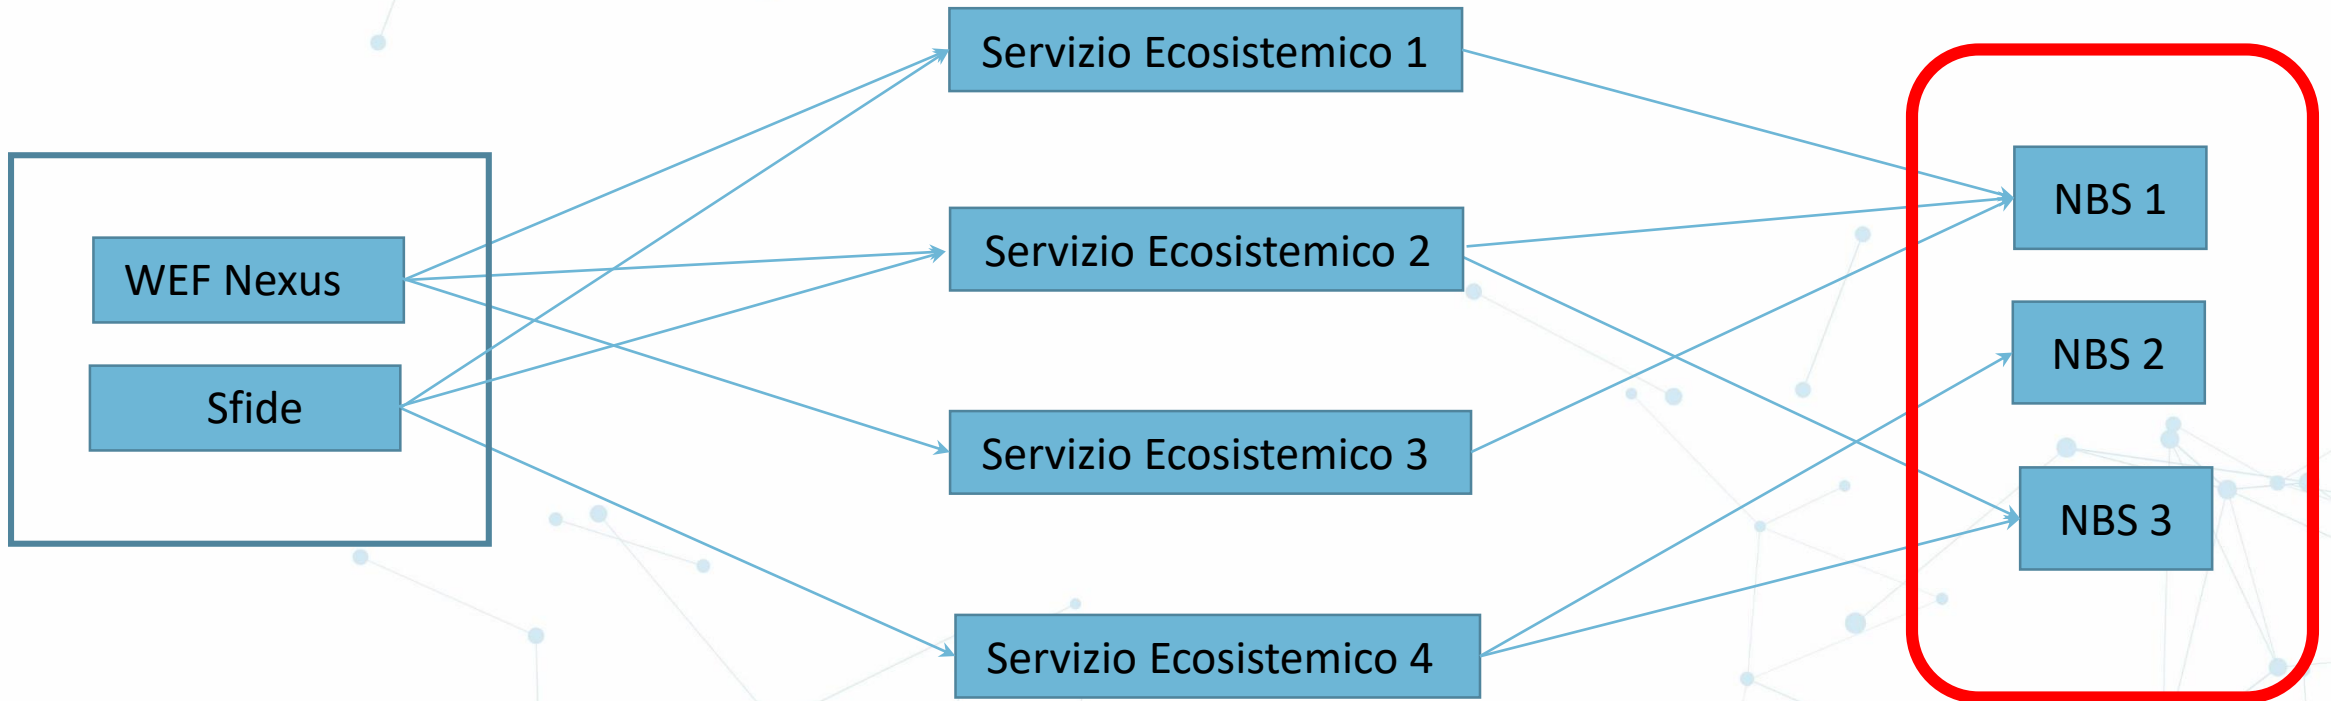 WEF Nexus
Sfide
Servizio Ecosistemico 1
Servizio Ecosistemico 2
Servizio Ecosistemico 3
Servizio Ecosistemico 4
NBS 1
NBS 2
NBS 3